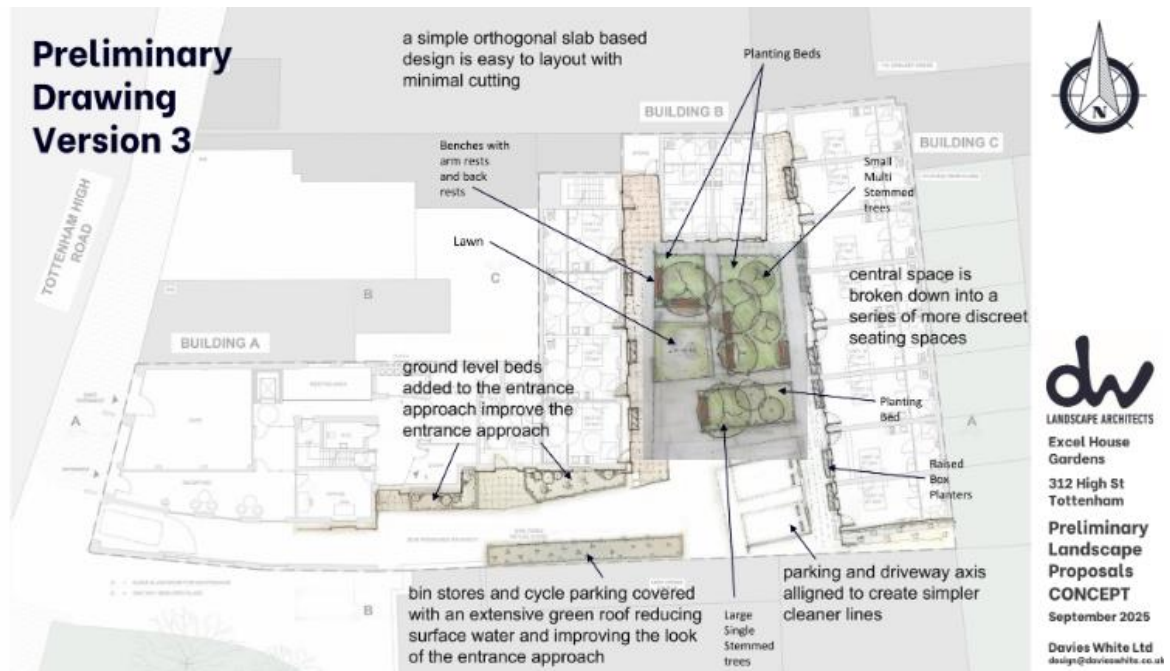 Preliminary
Drawing
Version 3
a simple orthogonal slab based
design is easy to layout with
minimal cutting
Planting Beds
BUILDING B
BUILDING C
Benches with
arm rests
and back
rests
Small
Multi
Stemmed
trees
TOTTENHAM HIGH
ROAD
Lawn
C
B
central space is
broken down into a
series of more discreet
seating spaces
BUILDING A
ground level beds
added to the entrance
approach improve the
entrance approach
A
Planting
Bed
A
Raised
Box
Planters
bin stores and cycle parking covered
with an extensive green roof reducing
surface water and improving the look
of the entrance approach
B
Large
Single
Stemmed
trees
parking and driveway axis
alligned to create simpler
cleaner lines
N
dw
LANDSCAPE ARCHITECTS
Excel House
Gardens
312 High St
Tottenham
Preliminary
Landscape
Proposals
CONCEPT
September 2025
Davies White Ltd
design@davieswhite.co.uk